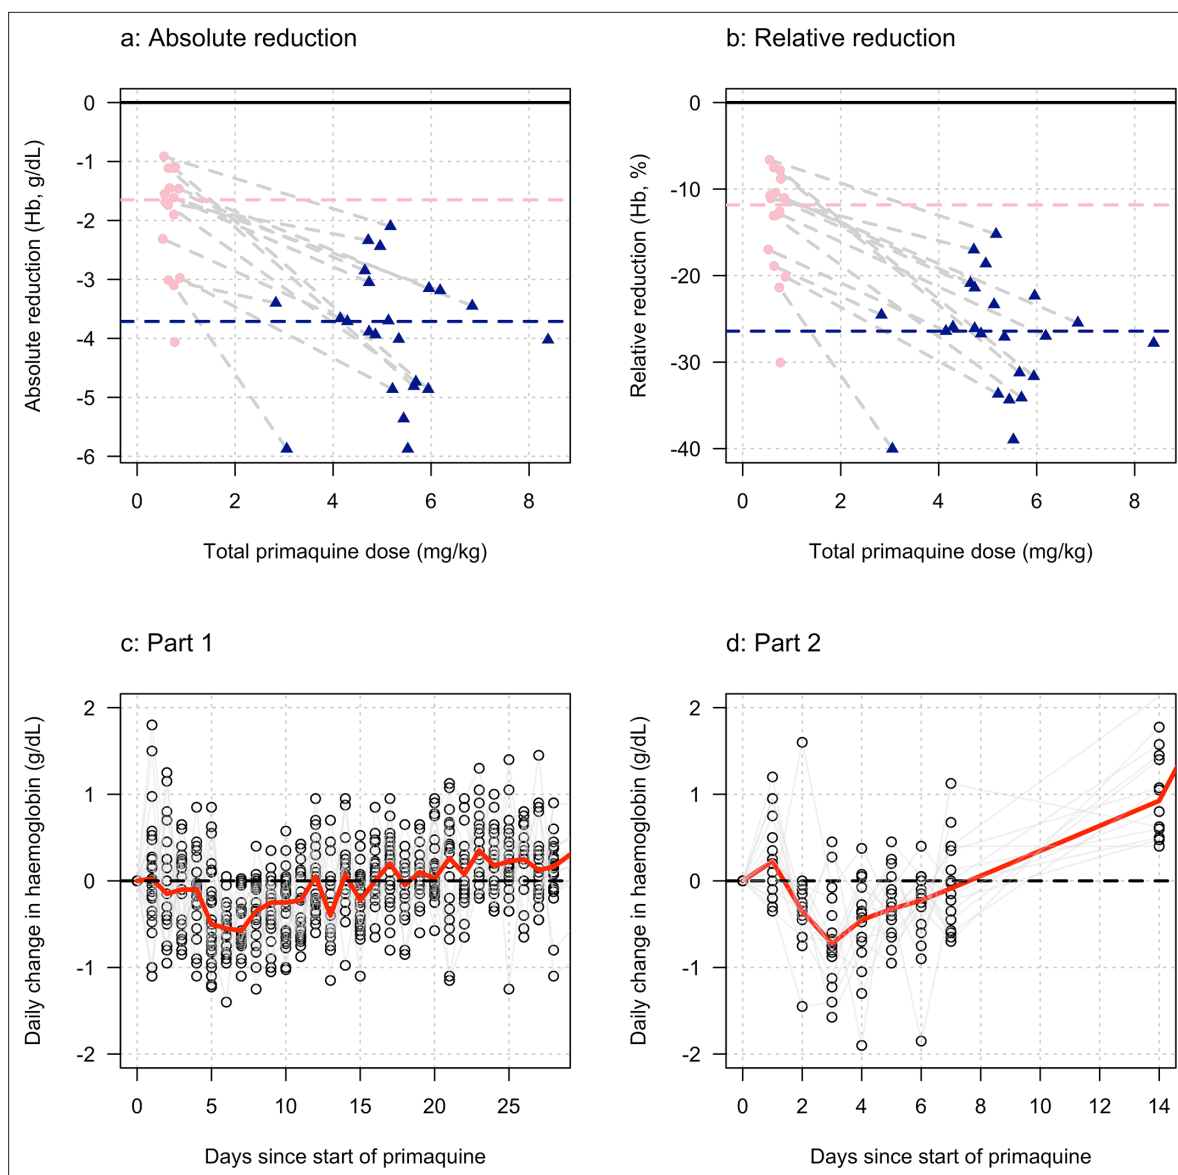 a: Absolute reduction
Absolute reduction (Hb, g/dL)
0
-1
-2
-3
-4
-5
-6
0 2 4 6 8
Total primaquine dose (mg/kg)
b: Relative reduction
Relative reduction (Hb, %)
0
-10
-20
-30
-40
0 2 4 6 8
Total primaquine dose (mg/kg)
c: Part 1
Daily change in haemoglobin (g/dL)
2
1
0
-1
-2
0 5 10 15 20 25
Days since start of primaquine
d: Part 2
Daily change in haemoglobin (g/dL)
2
1
0
-1
-2
0 2 4 6 8 10 12 14
Days since start of primaquine